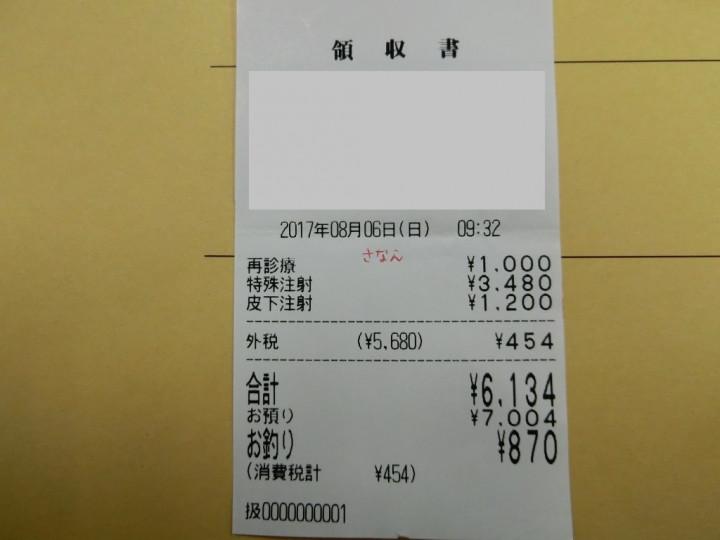 領収書
2017年08月06日(日) 09:32
さなん
再診療 ¥1,000
特殊注射 ¥3,480
皮下注射 ¥1,200
外税 (¥5,680) ¥454
合計 ¥6,134
お預り ¥7,004
お釣り ¥870
(消費税計 ¥454)
扱0000000001